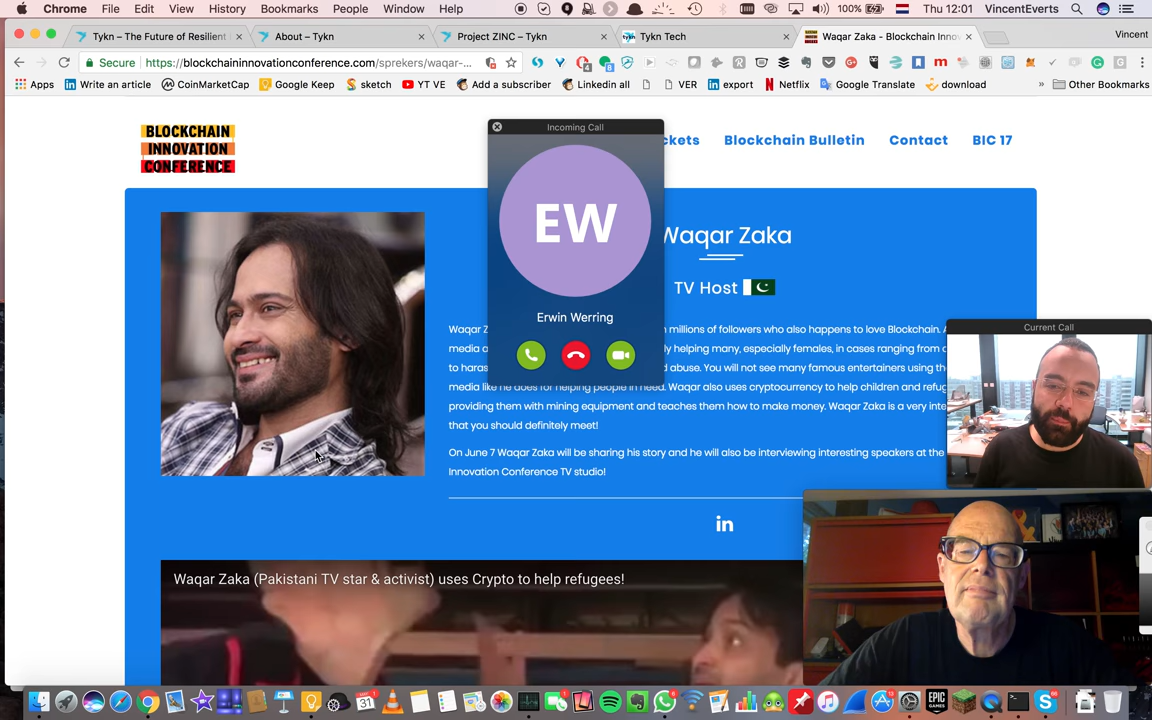 Chrome File Edit View History Bookmarks People Window Help
100% Thu 12:01 VincentEverts
Tykn – The Future of Resilient
About – Tykn
Project ZINC – Tykn
Tykn Tech
Waqar Zaka - Blockchain Innov
Vincent
Secure https://blockchaininnovationconference.com/sprekers/waqar-...
Apps Write an article CoinMarketCap Google Keep sketch YT VE Add a subscriber Linkedin all VER export Netflix Google Translate download » Other Bookmarks
BLOCKCHAIN
INNOVATION
CONFERENCE
ckets Blockchain Bulletin Contact BIC 17
Incoming Call
EW
Erwin Werring
Waqar Zaka
TV Host
Waqar Z millions of followers who also happens to love Blockchain. A
media a ly helping many, especially females, in cases ranging from
to haras abuse. You will not see many famous entertainers using the
media like he does for helping people in need. Waqar also uses cryptocurrency to help children and refug
providing them with mining equipment and teaches them how to make money. Waqar Zaka is a very inte
that you should definitely meet!
On June 7 Waqar Zaka will be sharing his story and he will also be interviewing interesting speakers at the
Innovation Conference TV studio!
in
Current Call
Waqar Zaka (Pakistani TV star & activist) uses Crypto to help refugees!
EPIC
GAMES